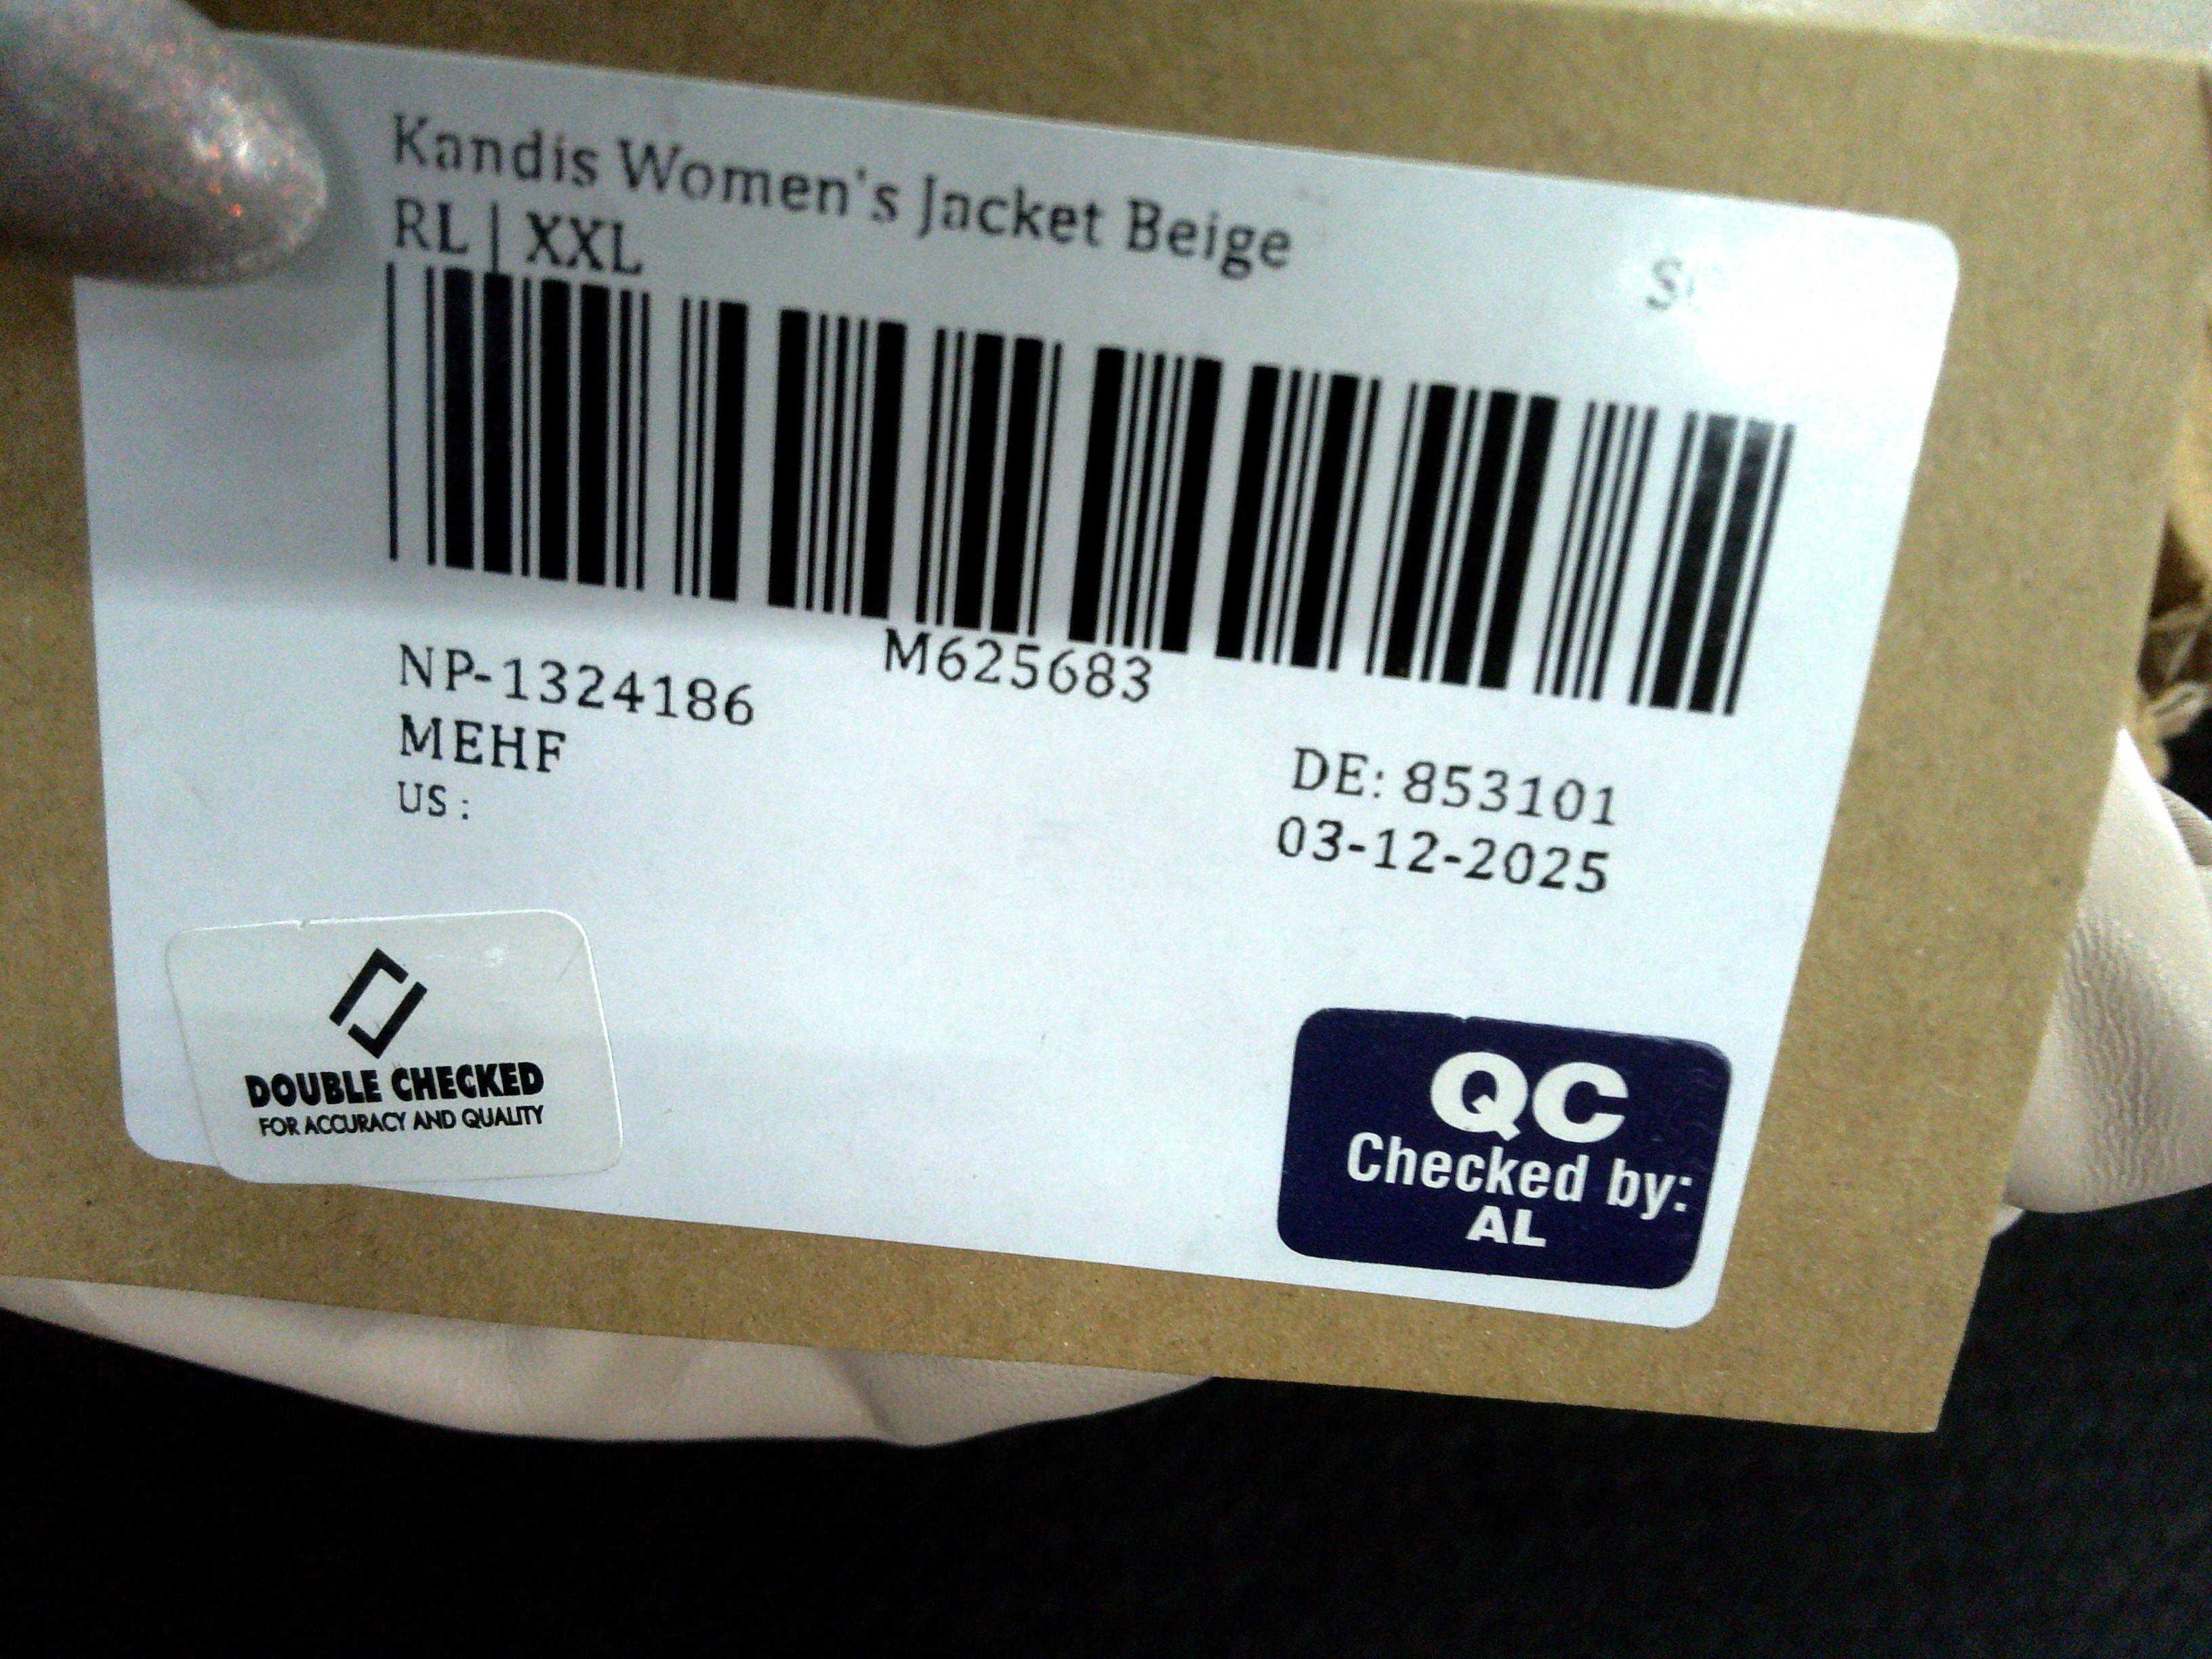 Kandis Women's Jacket Beige
RL | XXL
M625683
NP-1324186
MEHF
US :
DE: 853101
03-12-2025
DOUBLE CHECKED
FOR ACCURACY AND QUALITY
QC
Checked by:
AL